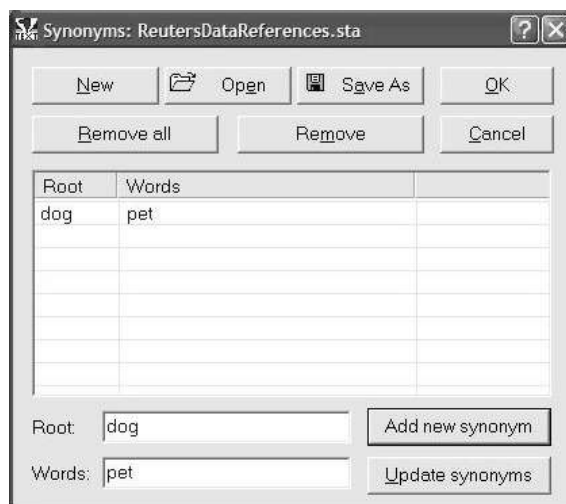 Synonyms: ReutersDataReferences.sta
New Open Save As OK
Remove all Remove Cancel
Root Words
dog pet
Root: dog Add new synonym
Words: pet Update synonyms